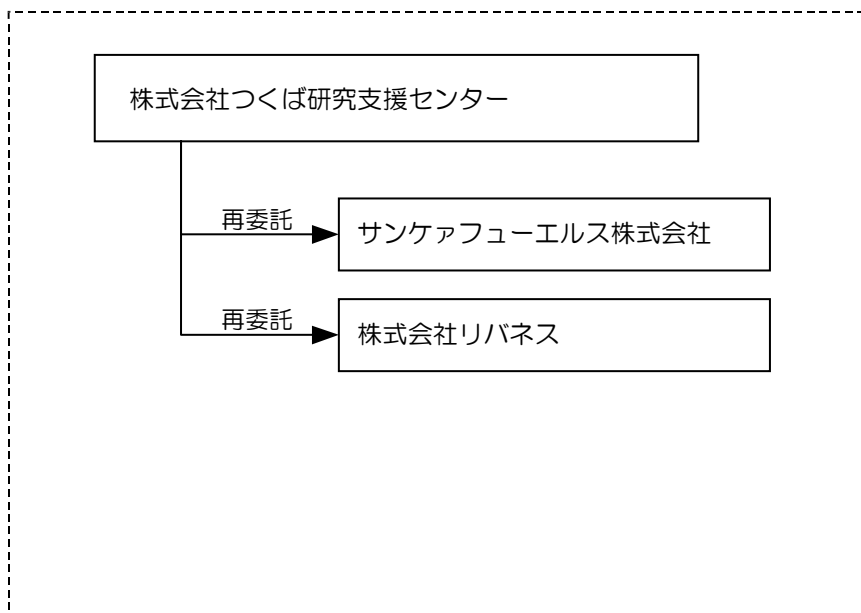 株式会社つくば研究支援センター
再委託
サンケァフューエルス株式会社
再委託
株式会社リバネス